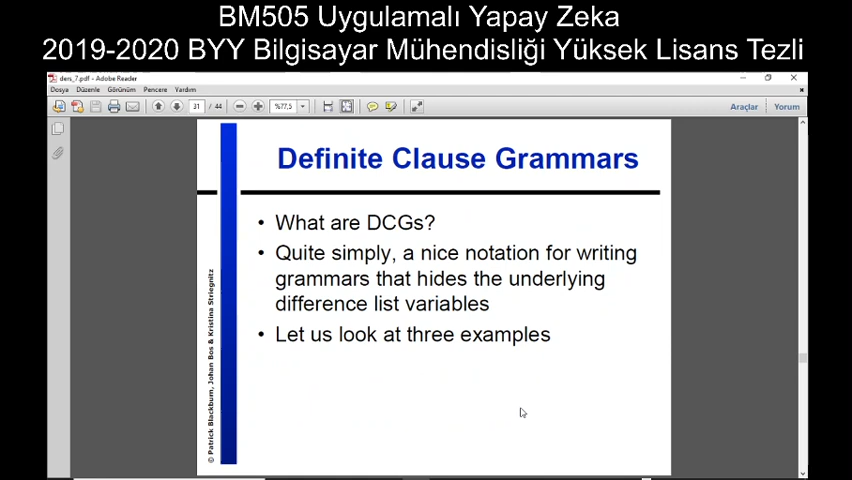 BM505 Uygulamalı Yapay Zeka
2019-2020 BYY Bilgisayar Mühendisliği Yüksek Lisans Tezli
ders_7.pdf - Adobe Reader
Dosya Düzenle Görünüm Pencere Yardım
31 / 44 %77,5 Araçlar Yorum
Definite Clause Grammars
• What are DCGs?
• Quite simply, a nice notation for writing
grammars that hides the underlying
difference list variables
• Let us look at three examples
© Patrick Blackburn, Johan Bos & Kristina Striegnitz